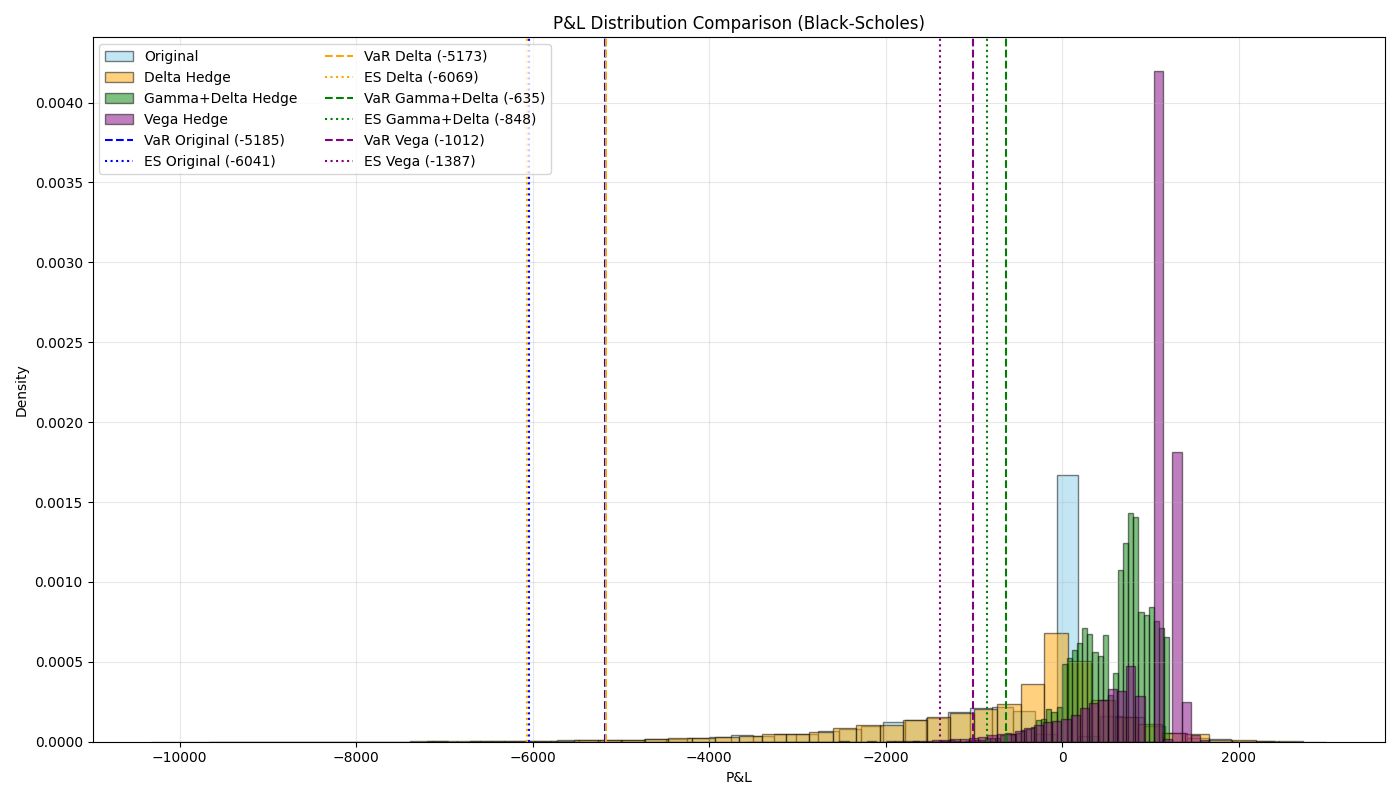 P&L Distribution Comparison (Black-Scholes)
Original
Delta Hedge
Gamma+Delta Hedge
Vega Hedge
VaR Original (-5185)
ES Original (-6041)
VaR Delta (-5173)
ES Delta (-6069)
VaR Gamma+Delta (-635)
ES Gamma+Delta (-848)
VaR Vega (-1012)
ES Vega (-1387)
Density
0.0040
0.0035
0.0030
0.0025
0.0020
0.0015
0.0010
0.0005
0.0000
−10000
−8000
−6000
−4000
−2000
0
2000
P&L